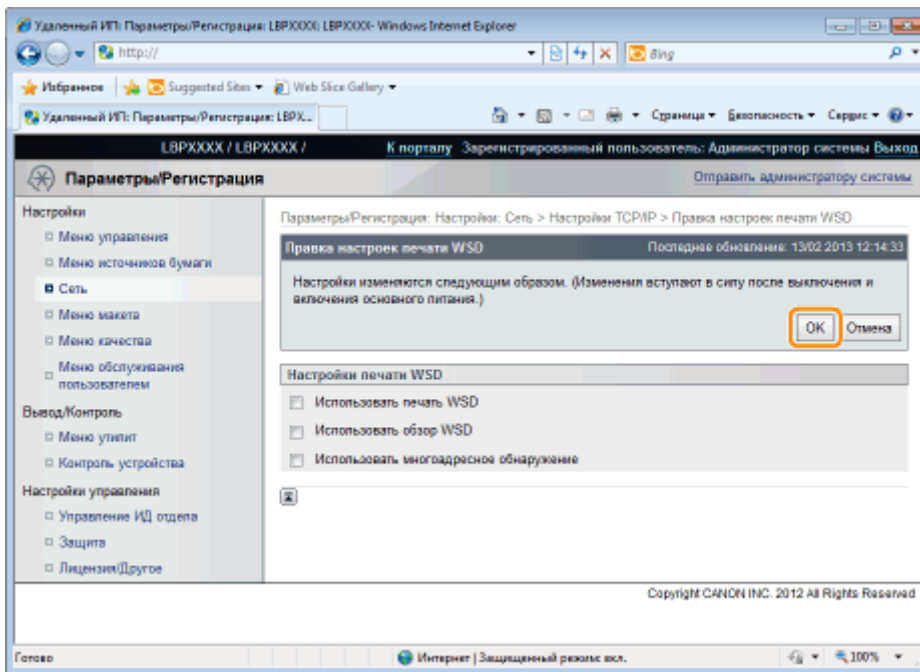 Удаленный ИП: Параметры/Регистрация: LBPXXXX: LBPXXXX- Windows Internet Explorer
http://
Bing
Избранное
Suggested Sites
Web Slice Gallery
Удаленный ИП: Параметры/Регистрация: LBPX...
Страница
Безопасность
Сервис
LBPXXXX / LBPXXXX /
К порталу Зарегистрированный пользователь: Администратор системы Выход
Параметры/Регистрация
Отправить администратору системы
Настройки
Меню управления
Меню источников бумаги
Сеть
Меню макета
Меню качества
Меню обслуживания
пользователем
Вывод/Контроль
Меню утилит
Контроль устройства
Настройки управления
Управление ИД отдела
Защита
Лицензия/Другое
Параметры/Регистрация: Настройки: Сеть > Настройки TCP/IP > Правка настроек печати WSD
Правка настроек печати WSD
Последнее обновление: 13/02 2013 12:14:33
Настройки изменяются следующим образом. (Изменения вступают в силу после выключения и
включения основного питания.)
OK
Отмена
Настройки печати WSD
Использовать печать WSD
Использовать обзор WSD
Использовать многоадресное обнаружение
Copyright CANON INC. 2012 All Rights Reserved
Готово
Интернет | Защищенный режим: вкл.
100%